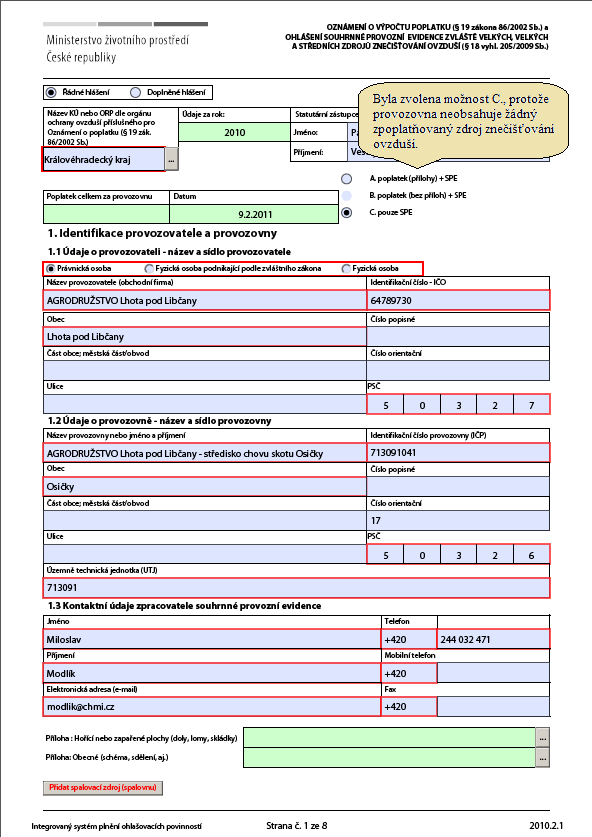 Ministerstvo životního prostředí
České republiky
OZNÁMENÍ O VÝPOČTU POPLATKU (§ 19 zákona 86/2002 Sb.) a
OHLÁŠENÍ SOUHRNNÉ PROVOZNÍ EVIDENCE ZVLÁŠTĚ VELKÝCH, VELKÝCH
A STŘEDNÍCH ZDROJŮ ZNEČIŠŤOVÁNÍ OVZDUŠÍ (§ 18 vyhl. 205/2009 Sb.)
Řádné hlášení Doplněné hlášení
Název KÚ nebo ORP dle orgánu
ochrany ovzduší příslušného pro
Oznámení o poplatku (§ 19 zák.
86/2002 Sb.)
Královéhradecký kraj ...
Údaje za rok:
2010
Statutární zástupce
Jméno:
Příjmení:
Byla zvolena možnost C., protože
provozovna neobsahuje žádný
zpoplatňovaný zdroj znečišťování
ovzduší.
A. poplatek (přílohy) + SPE
B. poplatek (bez příloh) + SPE
C. pouze SPE
Poplatek celkem za provozovnu Datum
9.2.2011
1. Identifikace provozovatele a provozovny
1.1 Údaje o provozovateli - název a sídlo provozovatele
Právnická osoba Fyzická osoba podnikající podle zvláštního zákona Fyzická osoba
Název provozovatele (obchodní firma) Identifikační číslo - IČO
AGRODRUŽSTVO Lhota pod Libčany 64789730
Obec Číslo popisné
Lhota pod Libčany
Část obce; městská část/obvod Číslo orientační
Ulice PSČ
5 0 3 2 7
1.2 Údaje o provozovně - název a sídlo provozovny
Název provozovny nebo jméno a příjmení Identifikační číslo provozovny (IČP)
AGRODRUŽSTVO Lhota pod Libčany - středisko chovu skotu Osičky 713091041
Obec Číslo popisné
Osičky
Část obce; městská část/obvod Číslo orientační
17
Ulice PSČ
5 0 3 2 6
Územně technická jednotka (UTJ)
713091
1.3 Kontaktní údaje zpracovatele souhrnné provozní evidence
Jméno Telefon
Miloslav +420 244 032 471
Příjmení Mobilní telefon
Modlík +420
Elektronická adresa (e-mail) Fax
modlik@chmi.cz +420
Příloha : Hořící nebo zapařené plochy (doly, lomy, skládky) ...
Příloha: Obecné (schéma, sdělení, aj.) ...
Přidat spalovací zdroj (spalovnu)
Integrovaný systém plnění ohlašovacích povinností Strana č. 1 ze 8 2010.2.1